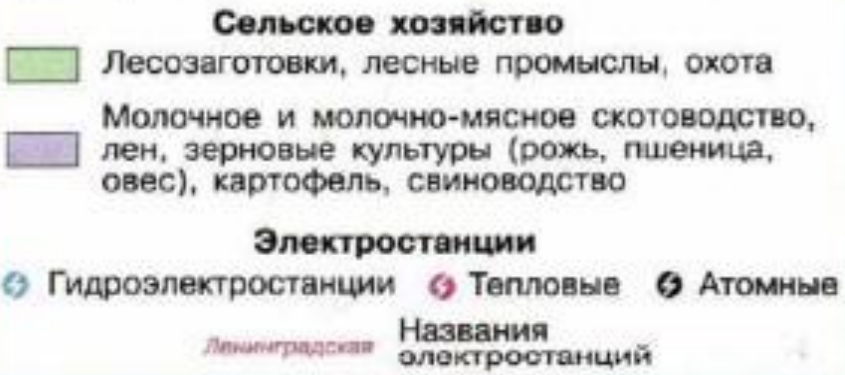 Сельское хозяйство
Лесозаготовки, лесные промыслы, охота
Молочное и молочно-мясное скотоводство,
лен, зерновые культуры (рожь, пшеница,
овес), картофель, свиноводство
Электростанции
Гидроэлектростанции Тепловые Атомные
Ленинградская Названия
электростанций